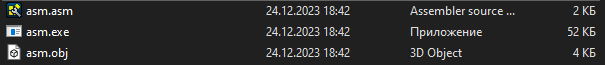 asm.asm 24.12.2023 18:42 Assembler source ... 2 КБ
asm.exe 24.12.2023 18:42 Приложение 52 КБ
asm.obj 24.12.2023 18:42 3D Object 4 КБ